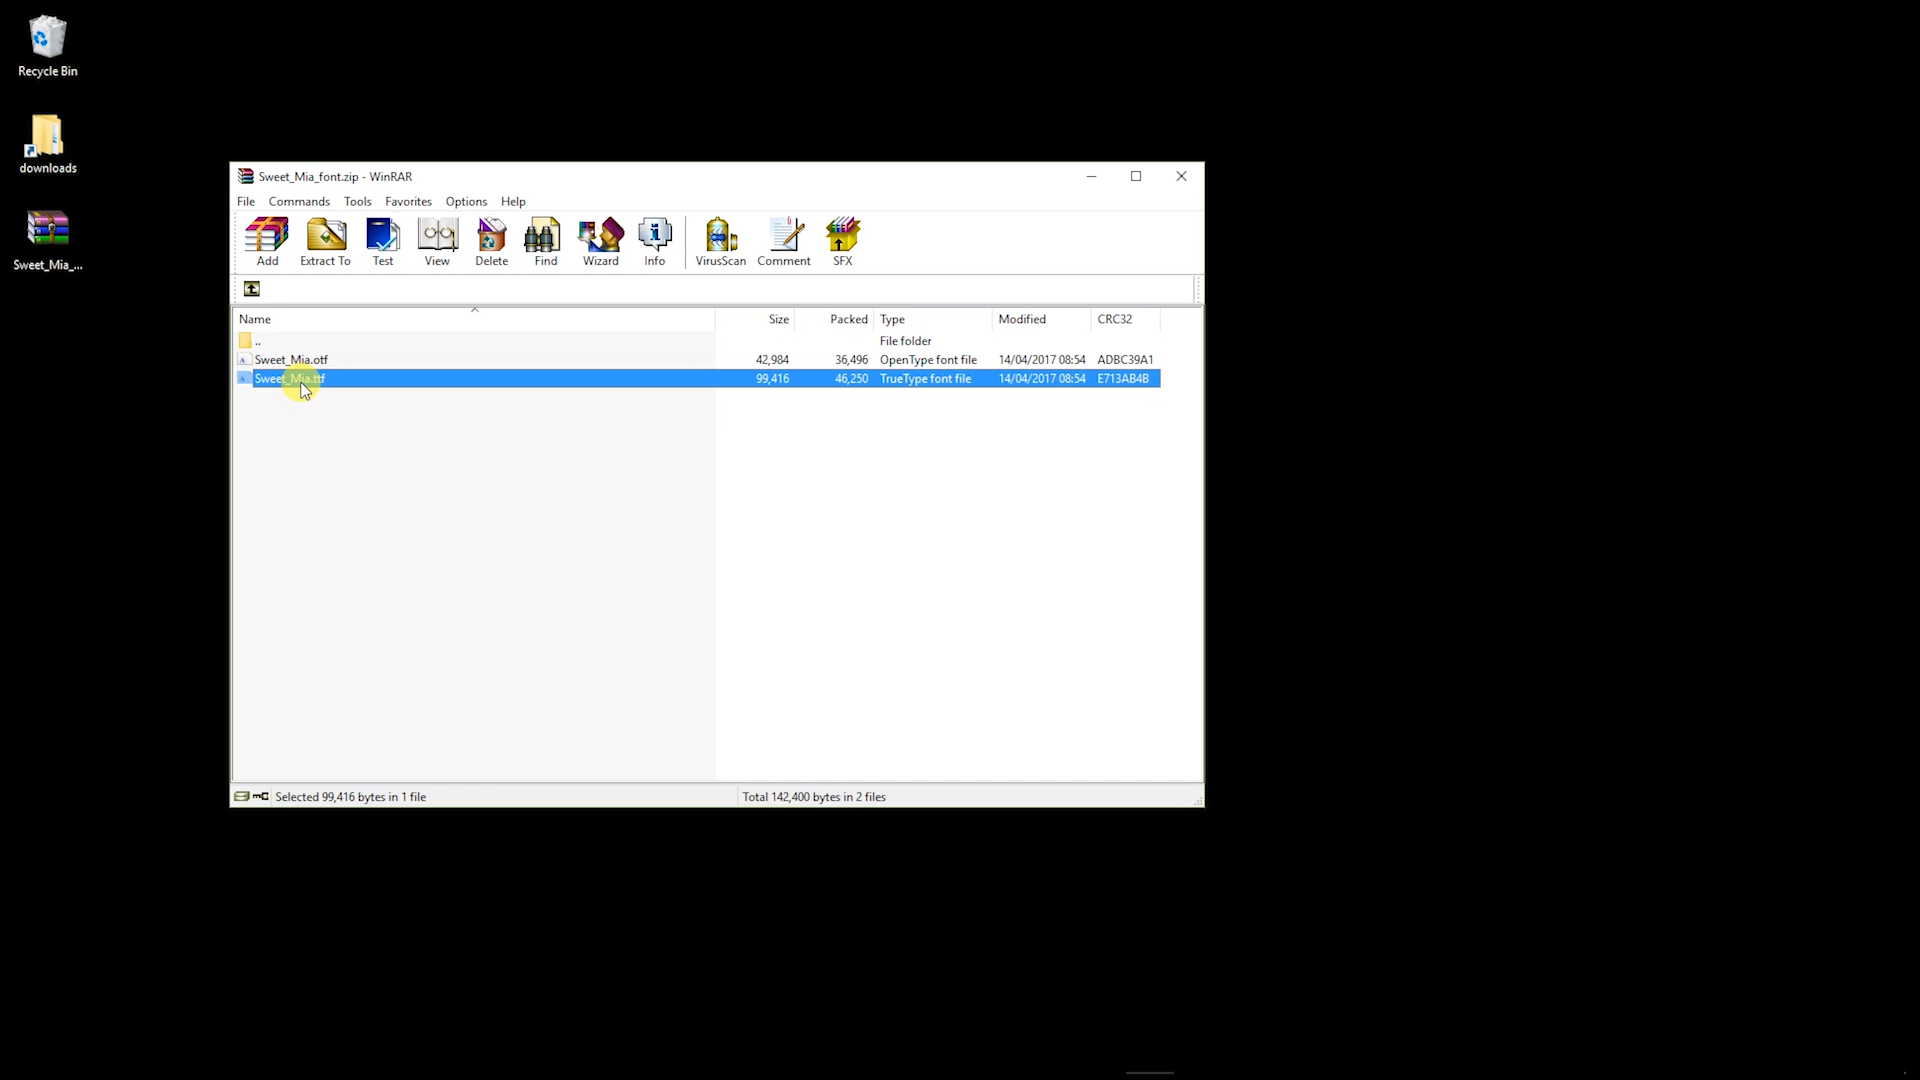 Recycle Bin
downloads
Sweet_Mia_...
Sweet_Mia_font.zip - WinRAR
File Commands Tools Favorites Options Help
Add Extract To Test View Delete Find Wizard Info VirusScan Comment SFX
Name Size Packed Type Modified CRC32
.. File folder
Sweet_Mia.otf 42,984 36,496 OpenType font file 14/04/2017 08:54 ADBC39A1
Sweet_Mia.ttf 99,416 46,250 TrueType font file 14/04/2017 08:54 E713AB4B
Selected 99,416 bytes in 1 file Total 142,400 bytes in 2 files